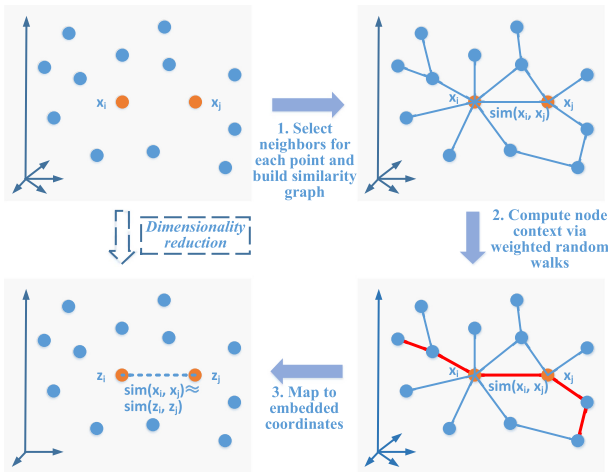 xi
xj
1. Select
neighbors for
each point and
build similarity
graph
xi
xj
sim(xi, xj)
Dimensionality
reduction
2. Compute node
context via
weighted random
walks
zi
zj
sim(xi, xj)≈
sim(zi, zj)
3. Map to
embedded
coordinates
xi
xj
sim(xi, xj)